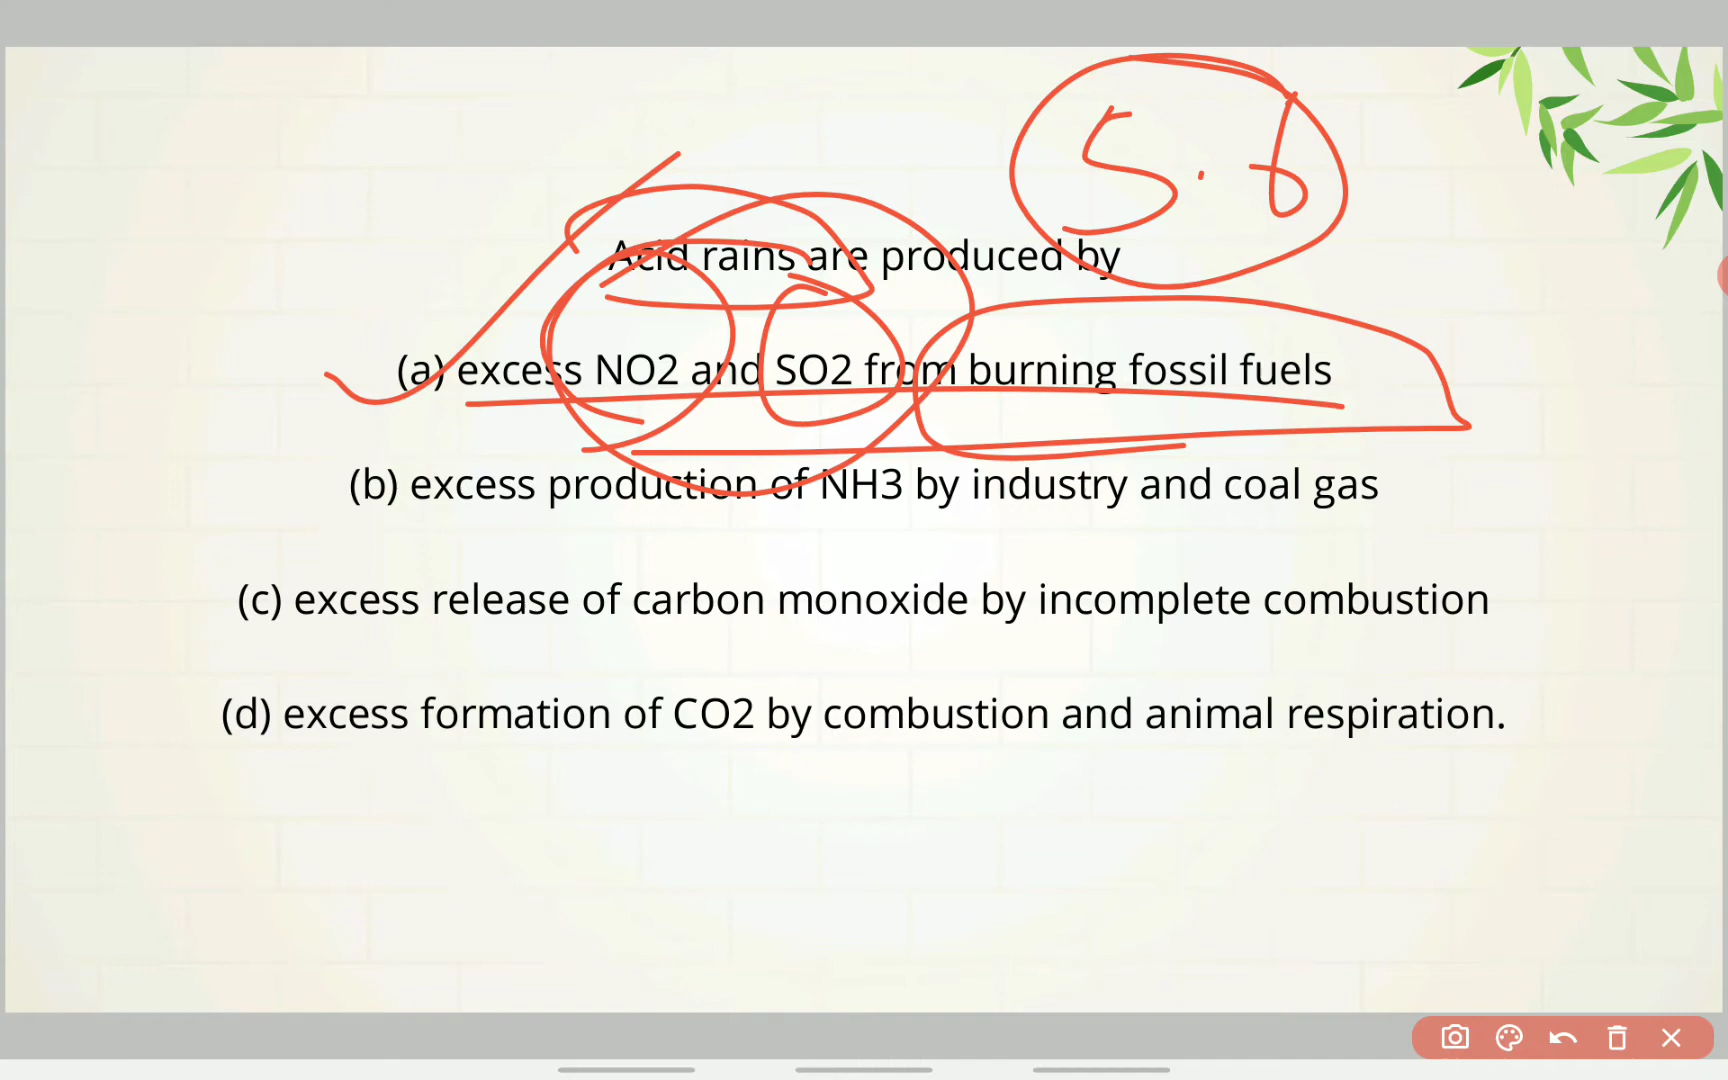 5.6
Acid rains are produced by
(a) excess NO2 and SO2 from burning fossil fuels
(b) excess production of NH3 by industry and coal gas
(c) excess release of carbon monoxide by incomplete combustion
(d) excess formation of CO2 by combustion and animal respiration.